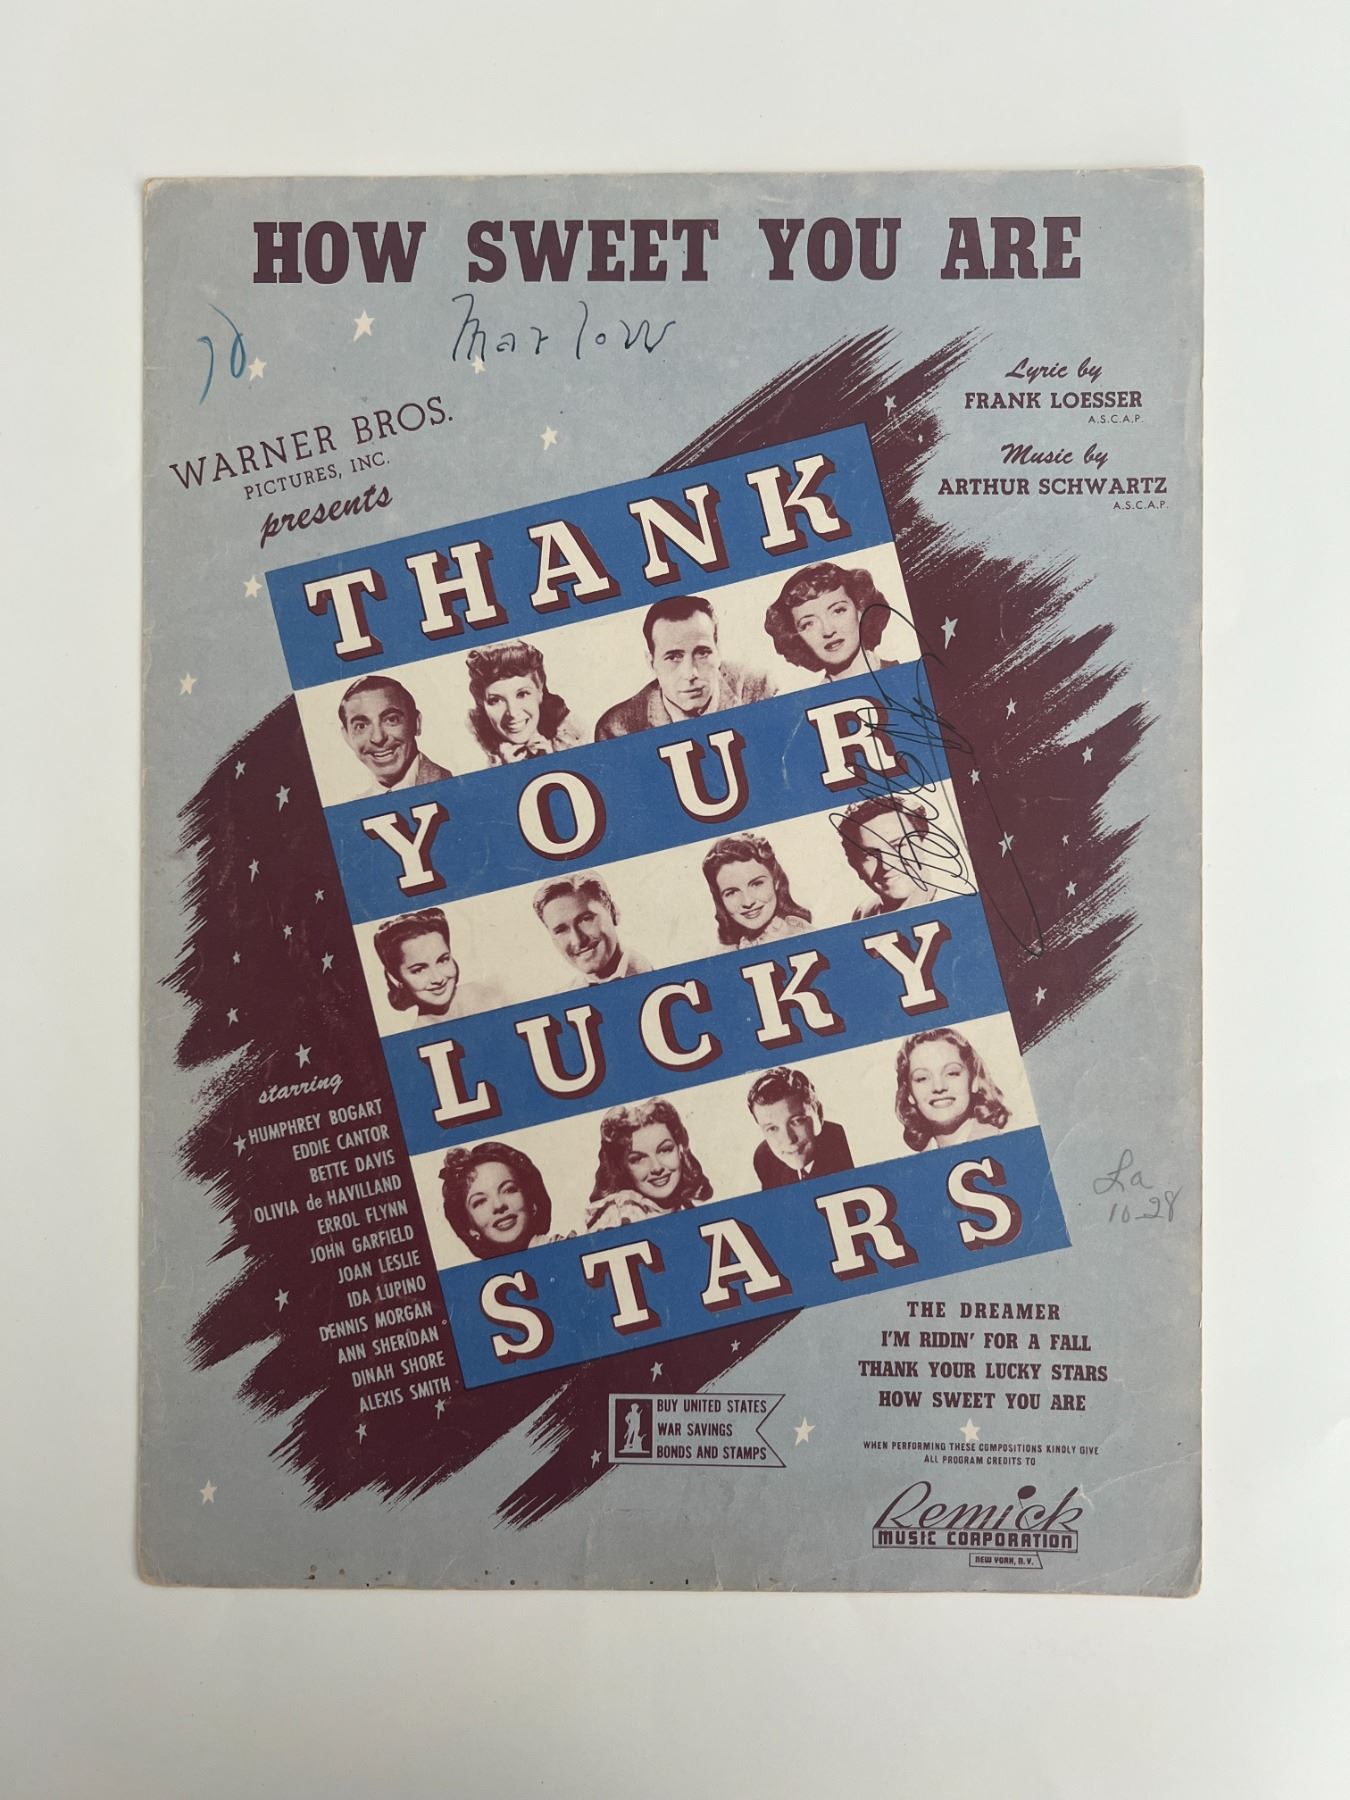 HOW SWEET YOU ARE
Marlow
Lyric by
FRANK LOESSER
A.S.C.A.P.
Music by
ARTHUR SCHWARTZ
A.S.C.A.P.
WARNER BROS.
PICTURES, INC.
presents
THANK
YOUR
LUCKY
STARS
starring
HUMPHREY BOGART
EDDIE CANTOR
BETTE DAVIS
OLIVIA de HAVILLAND
ERROL FLYNN
JOHN GARFIELD
JOAN LESLIE
IDA LUPINO
DENNIS MORGAN
ANN SHERIDAN
DINAH SHORE
ALEXIS SMITH
La
10-28
THE DREAMER
I'M RIDIN' FOR A FALL
THANK YOUR LUCKY STARS
HOW SWEET YOU ARE
BUY UNITED STATES
WAR SAVINGS
BONDS AND STAMPS
WHEN PERFORMING THESE COMPOSITIONS KINDLY GIVE
ALL PROGRAM CREDITS TO
Remick
MUSIC CORPORATION
NEW YORK, N. Y.